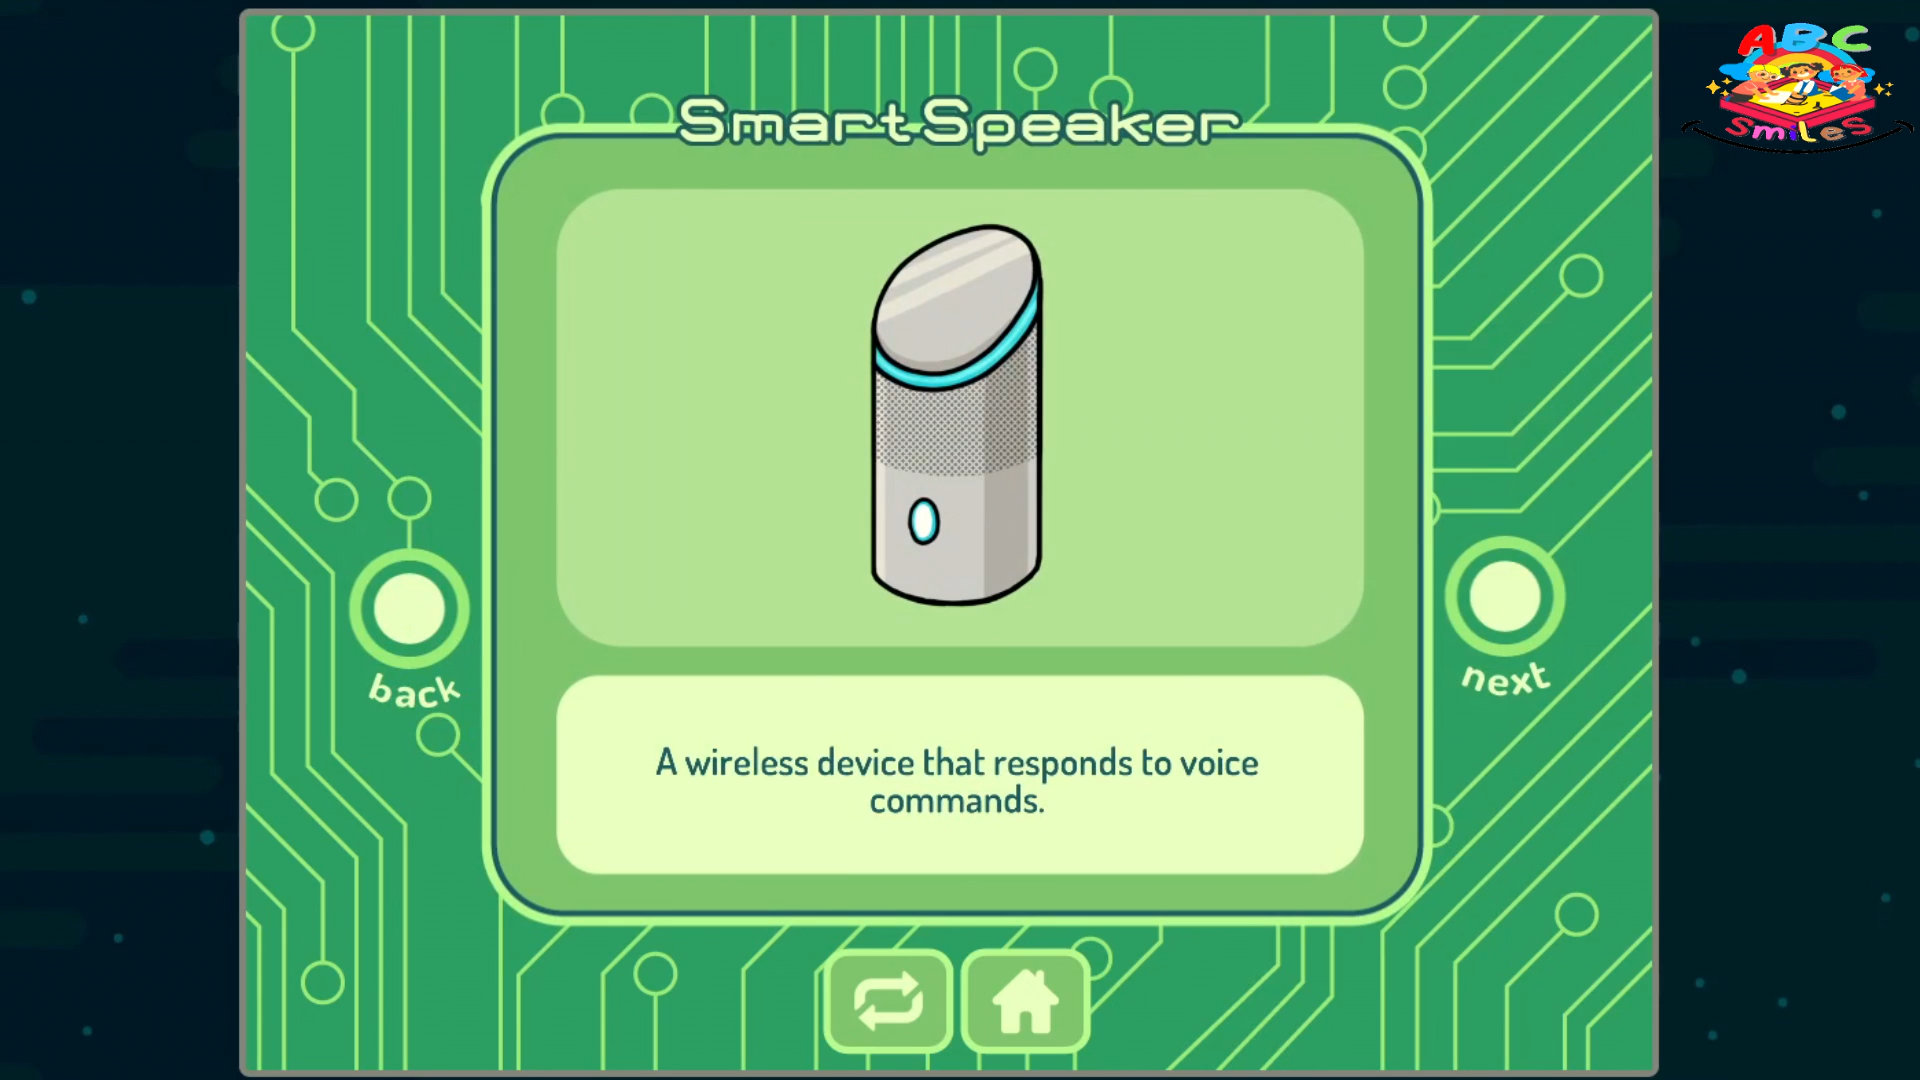 ABC
Smiles
Smart Speaker
back
next
A wireless device that responds to voice
commands.